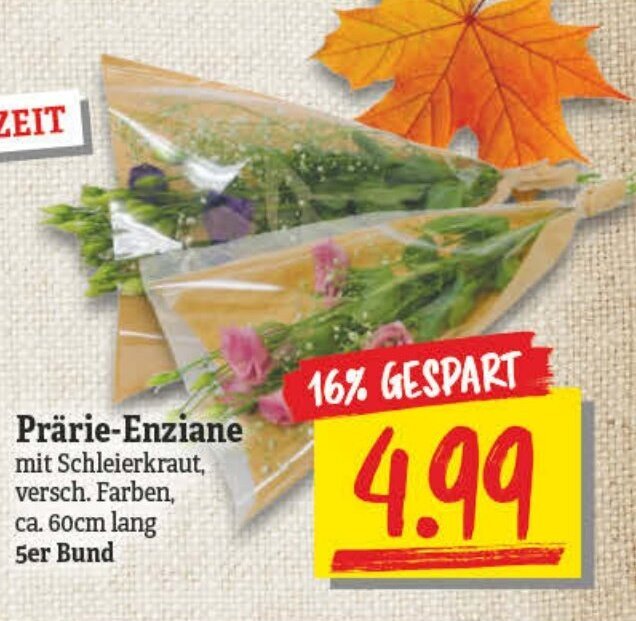 ZEIT
16% GESPART
Prärie-Enziane
mit Schleierkraut,
versch. Farben,
ca. 60cm lang
5er Bund
4.99